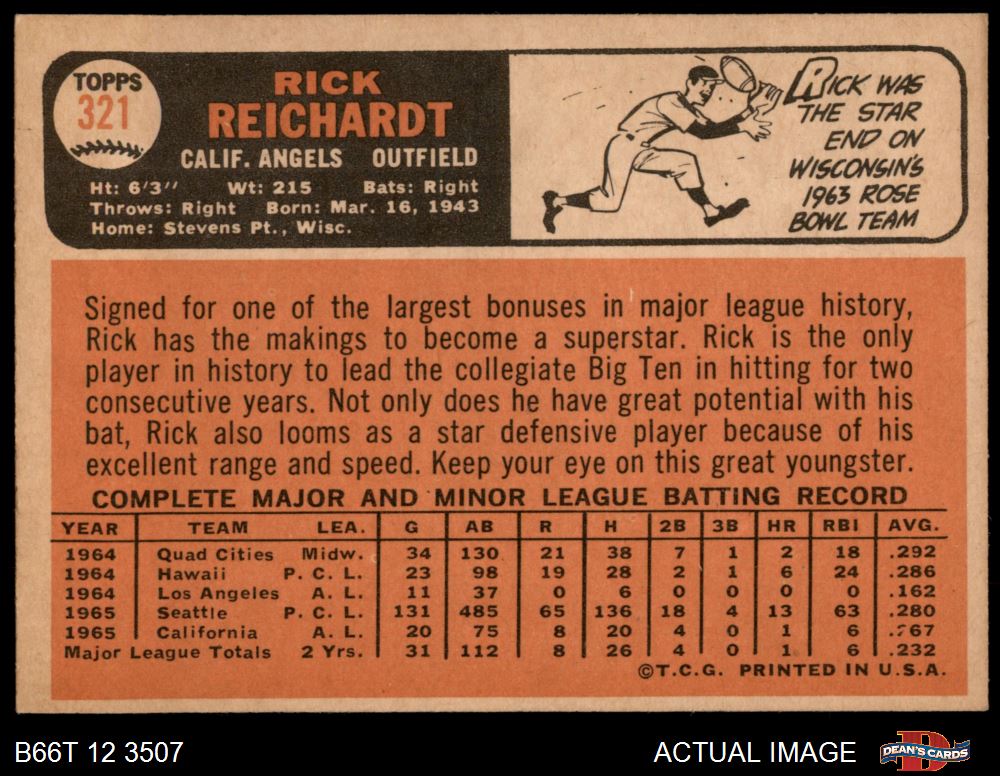 TOPPS
321
RICK
REICHARDT
CALIF. ANGELS OUTFIELD
Ht: 6'3" Wt: 215 Bats: Right
Throws: Right Born: Mar. 16, 1943
Home: Stevens Pt., Wisc.
RICK WAS
THE STAR
END ON
WISCONSIN'S
1963 ROSE
BOWL TEAM
Signed for one of the largest bonuses in major league history,
Rick has the makings to become a superstar. Rick is the only
player in history to lead the collegiate Big Ten in hitting for two
consecutive years. Not only does he have great potential with his
bat, Rick also looms as a star defensive player because of his
excellent range and speed. Keep your eye on this great youngster.
COMPLETE MAJOR AND MINOR LEAGUE BATTING RECORD
YEAR TEAM LEA. G AB R H 2B 3B HR RBI AVG.
1964 Quad Cities Midw. 34 130 21 38 7 1 2 18 .292
1964 Hawaii P. C. L. 23 98 19 28 2 1 6 24 .286
1964 Los Angeles A. L. 11 37 0 6 0 0 0 0 .162
1965 Seattle P. C. L. 131 485 65 136 18 4 13 63 .280
1965 California A. L. 20 75 8 20 4 0 1 6 .267
Major League Totals 2 Yrs. 31 112 8 26 4 0 1 6 .232
©T.C.G. PRINTED IN U.S.A.
B66T 12 3507 ACTUAL IMAGE DEAN'S CARDS